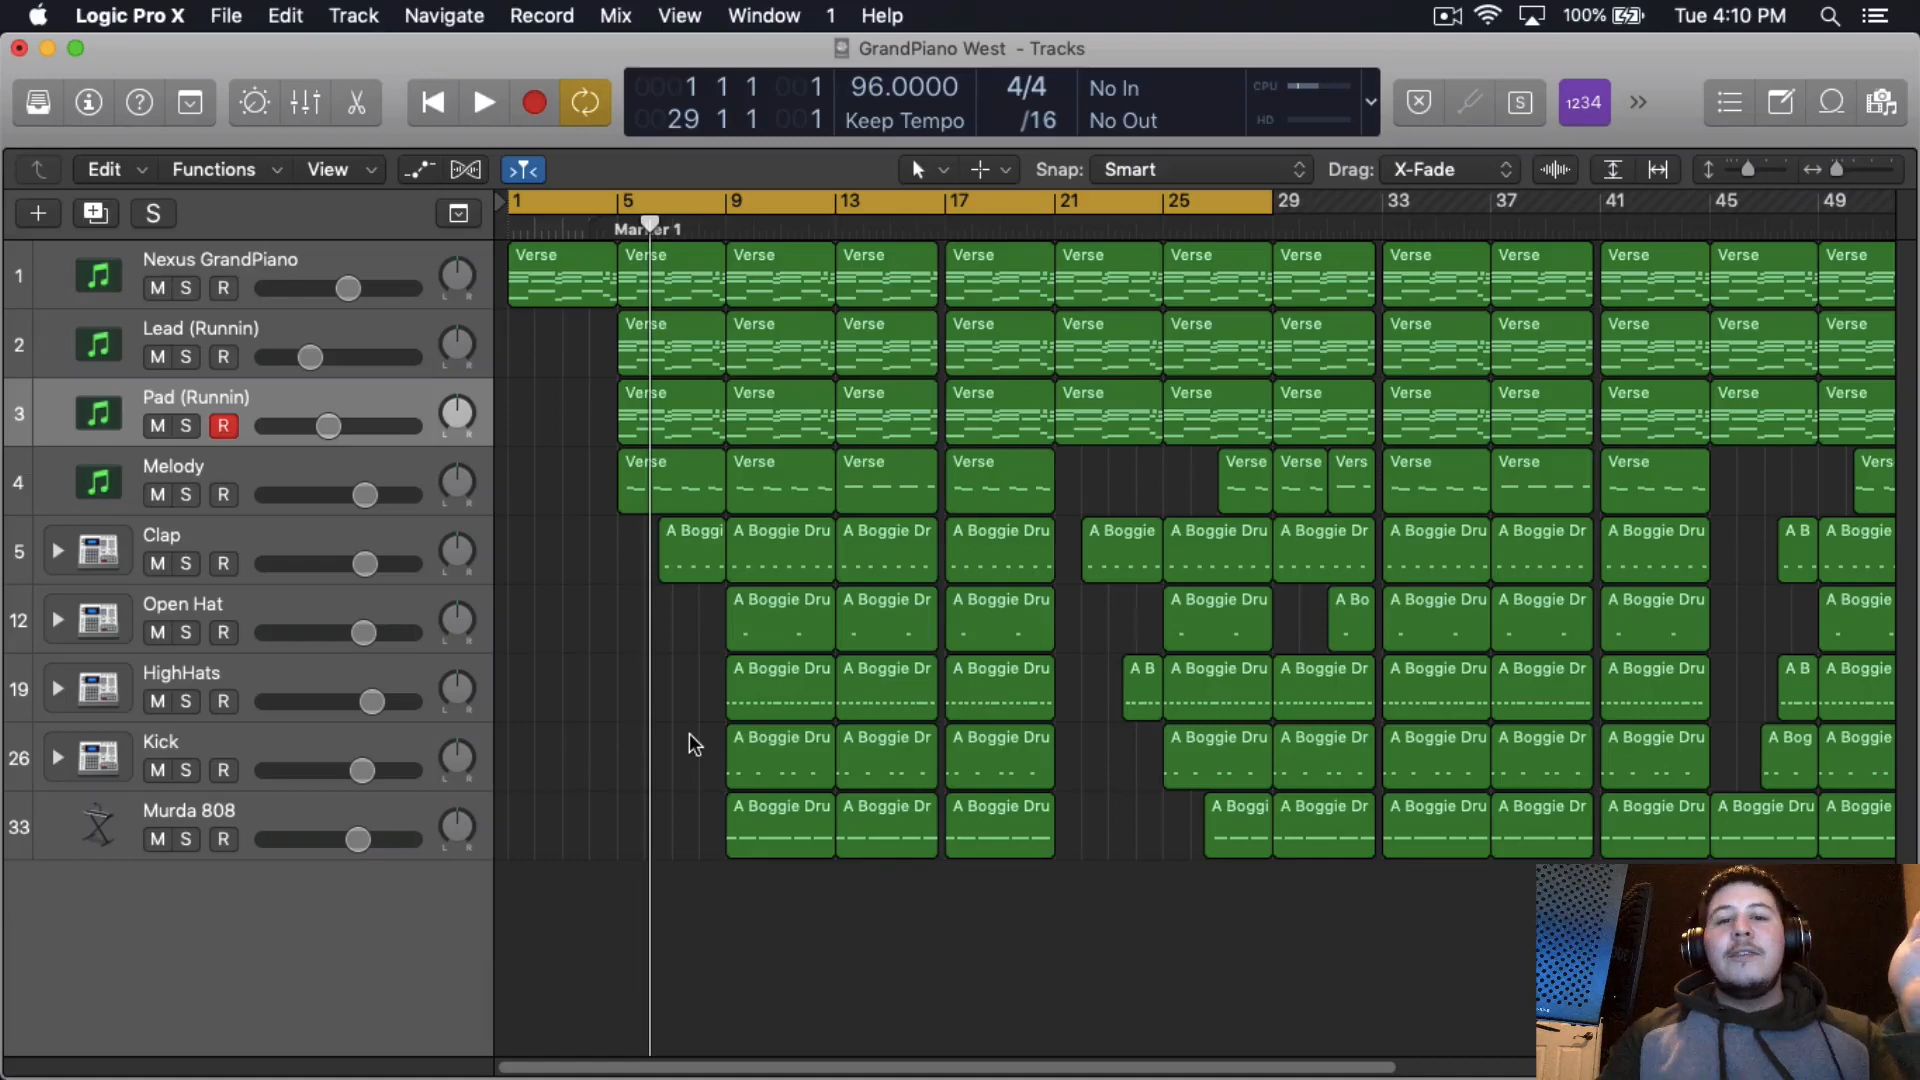 Logic Pro X File Edit Track Navigate Record Mix View Window 1 Help 100% Tue 4:10 PM
GrandPiano West - Tracks
0001 1 1 001 96.0000 4/4 No In CPU
0029 1 1 001 Keep Tempo /16 No Out HD
S 1234
Edit Functions View Snap: Smart Drag: X-Fade
S 1 5 9 13 17 21 25 29 33 37 41 45 49
Marker 1
1 Nexus GrandPiano M S R L R
Verse Verse Verse Verse Verse Verse Verse Verse Verse Verse Verse Verse Verse
2 Lead (Runnin) M S R L R
Verse Verse Verse Verse Verse Verse Verse Verse Verse Verse Verse Verse
3 Pad (Runnin) M S R L R
Verse Verse Verse Verse Verse Verse Verse Verse Verse Verse Verse Verse
4 Melody M S R L R
Verse Verse Verse Verse Verse Verse Vers Verse Verse Verse Vers
5 Clap M S R L R
A Boggi A Boggie Dru A Boggie Dr A Boggie Dru A Boggie A Boggie Dru A Boggie Dr A Boggie Dru A Boggie Dr A Boggie Dru A B A Boggie
12 Open Hat M S R L R
A Boggie Dru A Boggie Dr A Boggie Dru A Boggie Dru A Bo A Boggie Dru A Boggie Dr A Boggie Dru A Boggie
19 HighHats M S R L R
A Boggie Dru A Boggie Dr A Boggie Dru A B A Boggie Dru A Boggie Dr A Boggie Dru A Boggie Dr A Boggie Dru A B A Boggie
26 Kick M S R L R
A Boggie Dru A Boggie Dr A Boggie Dru A Boggie Dru A Boggie Dr A Boggie Dru A Boggie Dr A Boggie Dru A Bog A Boggie
33 Murda 808 M S R L R
A Boggie Dru A Boggie Dr A Boggie Dru A Boggi A Boggie Dr A Boggie Dru A Boggie Dr A Boggie Dru A Boggie Dru A Boggie